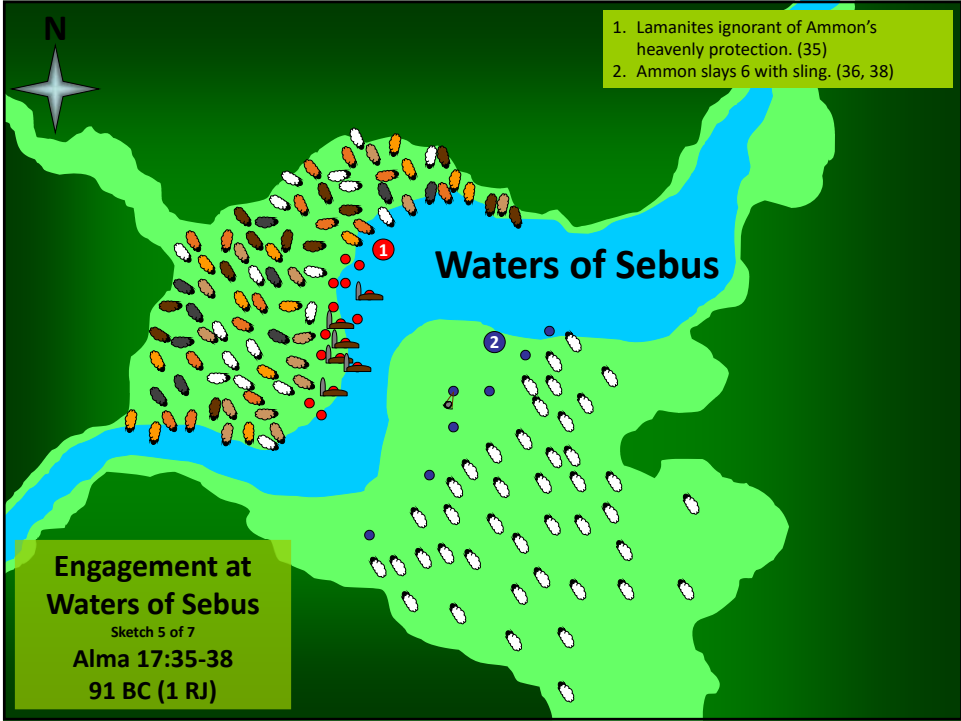 N
1. Lamanites ignorant of Ammon’s
heavenly protection. (35)
2. Ammon slays 6 with sling. (36, 38)
1
Waters of Sebus
2
Engagement at
Waters of Sebus
Sketch 5 of 7
Alma 17:35-38
91 BC (1 RJ)